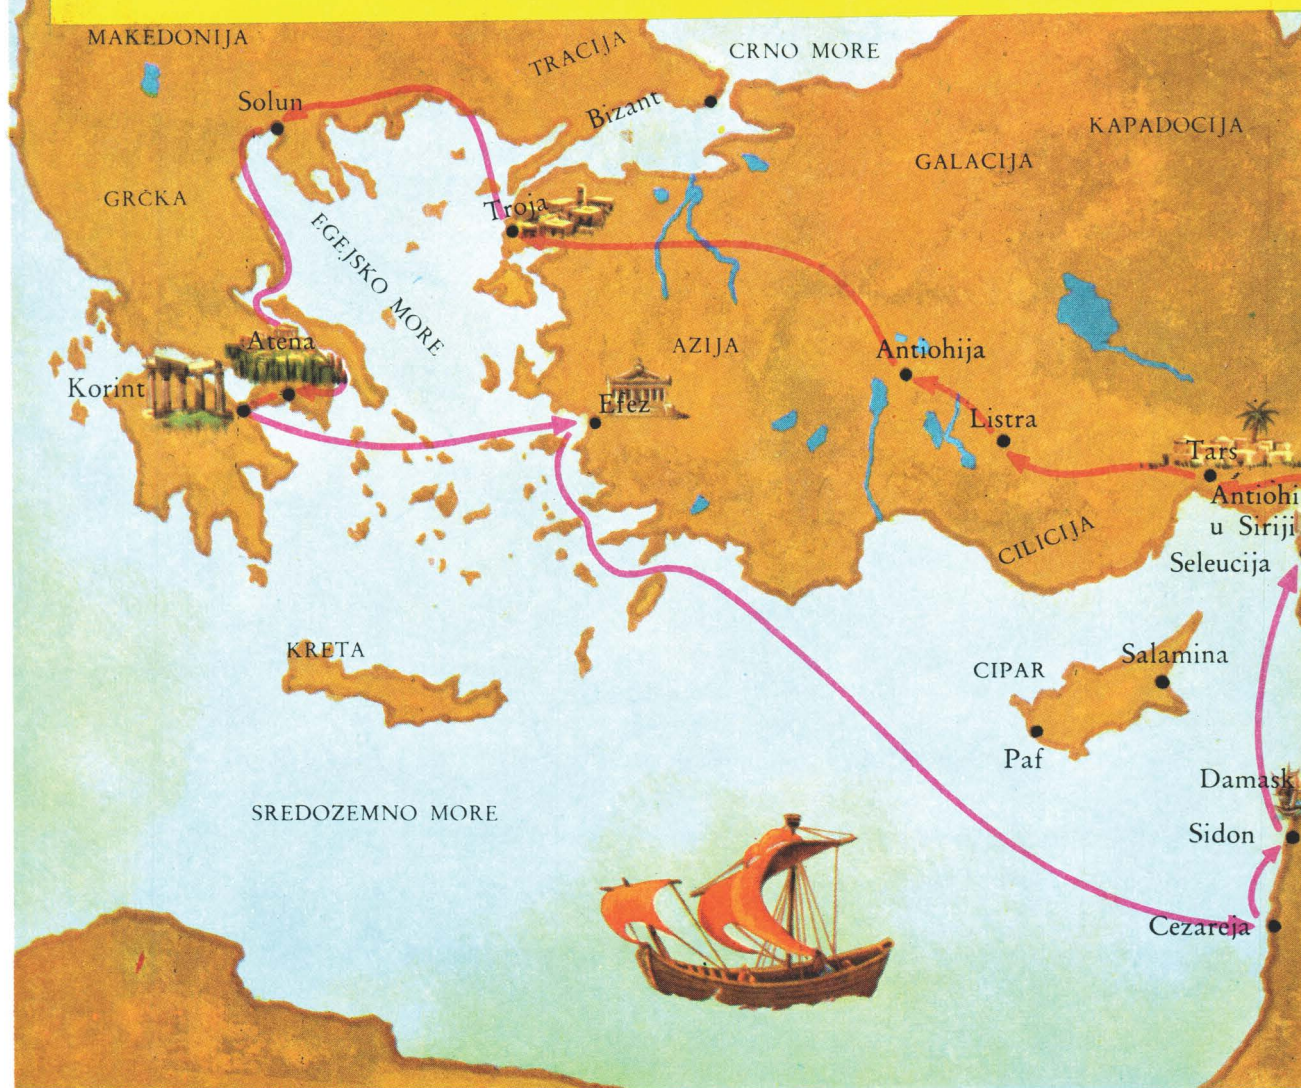 MAKEDONIJA
TRACIJA
CRNO MORE
Solun
Bizant
KAPADOCIJA
GALACIJA
GRČKA
Troja
EGEJSKO MORE
Atena
AZIJA
Antiohija
Korint
Efez
Listra
Tars
Antiohi
u Siriji
CILICIJA
Seleucija
KRETA
Salamina
CIPAR
Paf
Damask
SREDOZEMNO MORE
Sidon
Cezareja